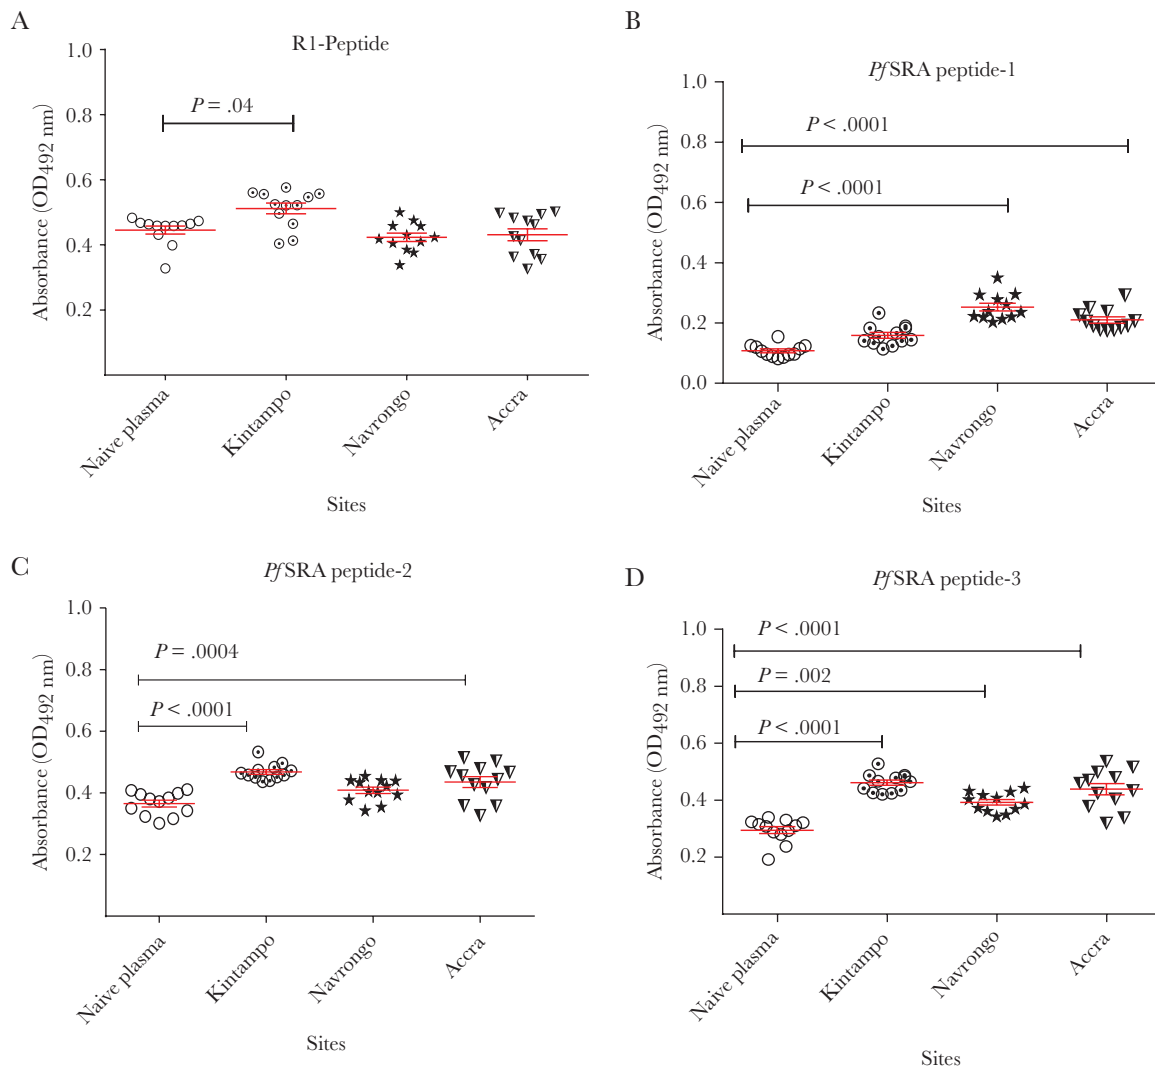 A
R1-Peptide
P = .04
1.0
0.8
0.6
0.4
0.2
Absorbance (OD492 nm)
Naive plasma
Kintampo
Navrongo
Accra
Sites
B
PfSRA peptide-1
P < .0001
P < .0001
1.0
0.8
0.6
0.4
0.2
0.0
Absorbance (OD492 nm)
Naive plasma
Kintampo
Navrongo
Accra
Sites
C
PfSRA peptide-2
P = .0004
P < .0001
1.0
0.8
0.6
0.4
0.2
Absorbance (OD492 nm)
Naive plasma
Kintampo
Navrongo
Accra
Sites
D
PfSRA peptide-3
P < .0001
P = .002
P < .0001
1.0
0.8
0.6
0.4
0.2
Absorbance (OD492 nm)
Naive plasma
Kintampo
Navrongo
Accra
Sites